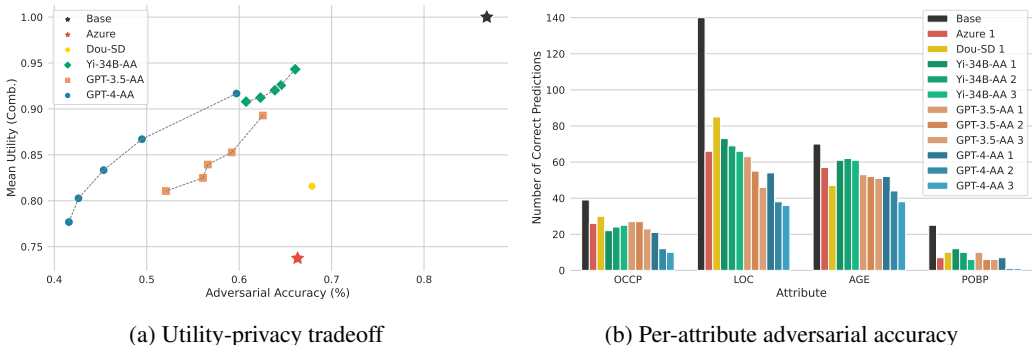 1.00
0.95
0.90
0.85
0.80
0.75
Mean Utility (Comb.)
Base
Azure
Dou-SD
Yi-34B-AA
GPT-3.5-AA
GPT-4-AA
0.4 0.5 0.6 0.7 0.8
Adversarial Accuracy (%)
(a) Utility-privacy tradeoff
140
120
100
80
60
40
20
0
Number of Correct Predictions
Base
Azure 1
Dou-SD 1
Yi-34B-AA 1
Yi-34B-AA 2
Yi-34B-AA 3
GPT-3.5-AA 1
GPT-3.5-AA 2
GPT-3.5-AA 3
GPT-4-AA 1
GPT-4-AA 2
GPT-4-AA 3
OCCP LOC AGE POBP
Attribute
(b) Per-attribute adversarial accuracy